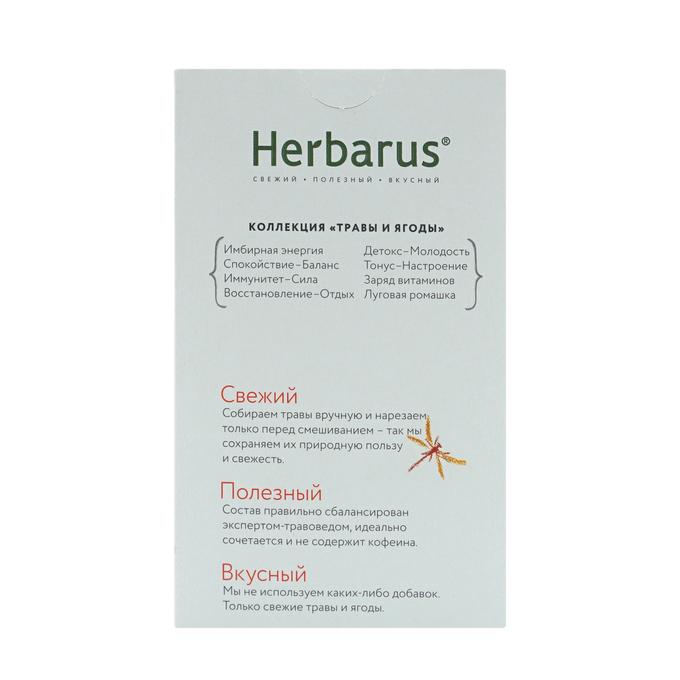 Herbarus®
СВЕЖИЙ • ПОЛЕЗНЫЙ • ВКУСНЫЙ
КОЛЛЕКЦИЯ «ТРАВЫ И ЯГОДЫ»
Имбирная энергия
Спокойствие–Баланс
Иммунитет–Сила
Восстановление–Отдых
Детокс–Молодость
Тонус–Настроение
Заряд витаминов
Луговая ромашка
Свежий
Собираем травы вручную и нарезаем
только перед смешиванием – так мы
сохраняем их природную пользу
и свежесть.
Полезный
Состав правильно сбалансирован
экспертом-травоведом, идеально
сочетается и не содержит кофеина.
Вкусный
Мы не используем каких-либо добавок.
Только свежие травы и ягоды.